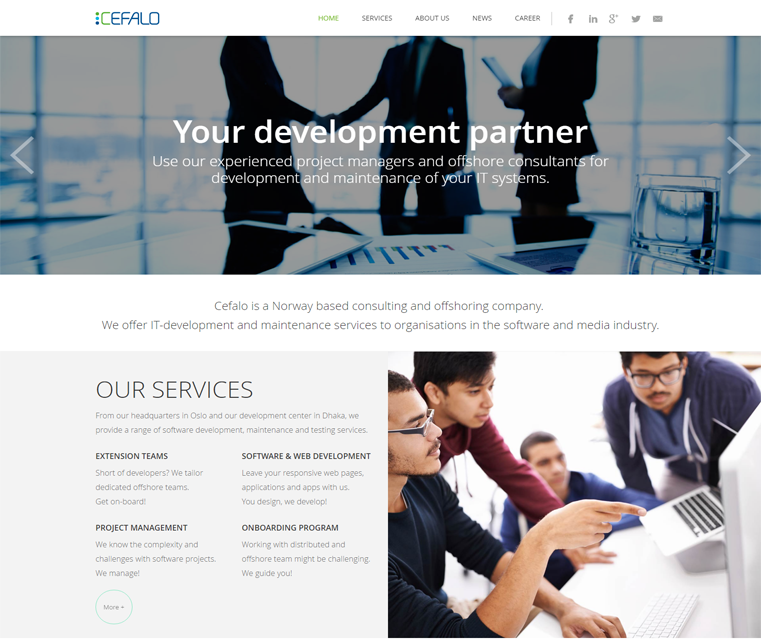 CEFALO
HOME SERVICES ABOUT US NEWS CAREER
Your development partner
Use our experienced project managers and offshore consultants for
development and maintenance of your IT systems.
Cefalo is a Norway based consulting and offshoring company.
We offer IT-development and maintenance services to organisations in the software and media industry.
OUR SERVICES
From our headquarters in Oslo and our development center in Dhaka, we
provide a range of software development, maintenance and testing services.
EXTENSION TEAMS
Short of developers? We tailor
dedicated offshore teams.
Get on-board!
SOFTWARE & WEB DEVELOPMENT
Leave your responsive web pages,
applications and apps with us.
You design, we develop!
PROJECT MANAGEMENT
We know the complexity and
challenges with software projects.
We manage!
ONBOARDING PROGRAM
Working with distributed and
offshore team might be challenging.
We guide you!
More +